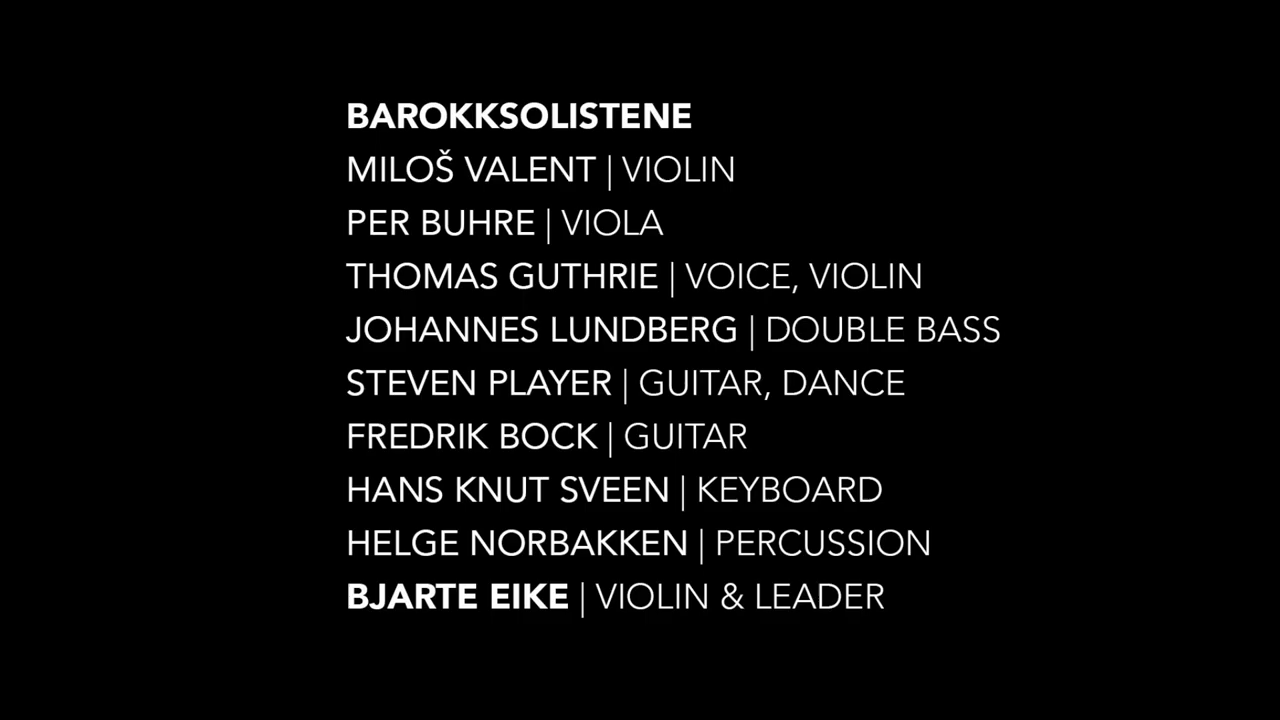 BAROKKSOLISTENE
MILOŠ VALENT | VIOLIN
PER BUHRE | VIOLA
THOMAS GUTHRIE | VOICE, VIOLIN
JOHANNES LUNDBERG | DOUBLE BASS
STEVEN PLAYER | GUITAR, DANCE
FREDRIK BOCK | GUITAR
HANS KNUT SVEEN | KEYBOARD
HELGE NORBAKKEN | PERCUSSION
BJARTE EIKE | VIOLIN & LEADER